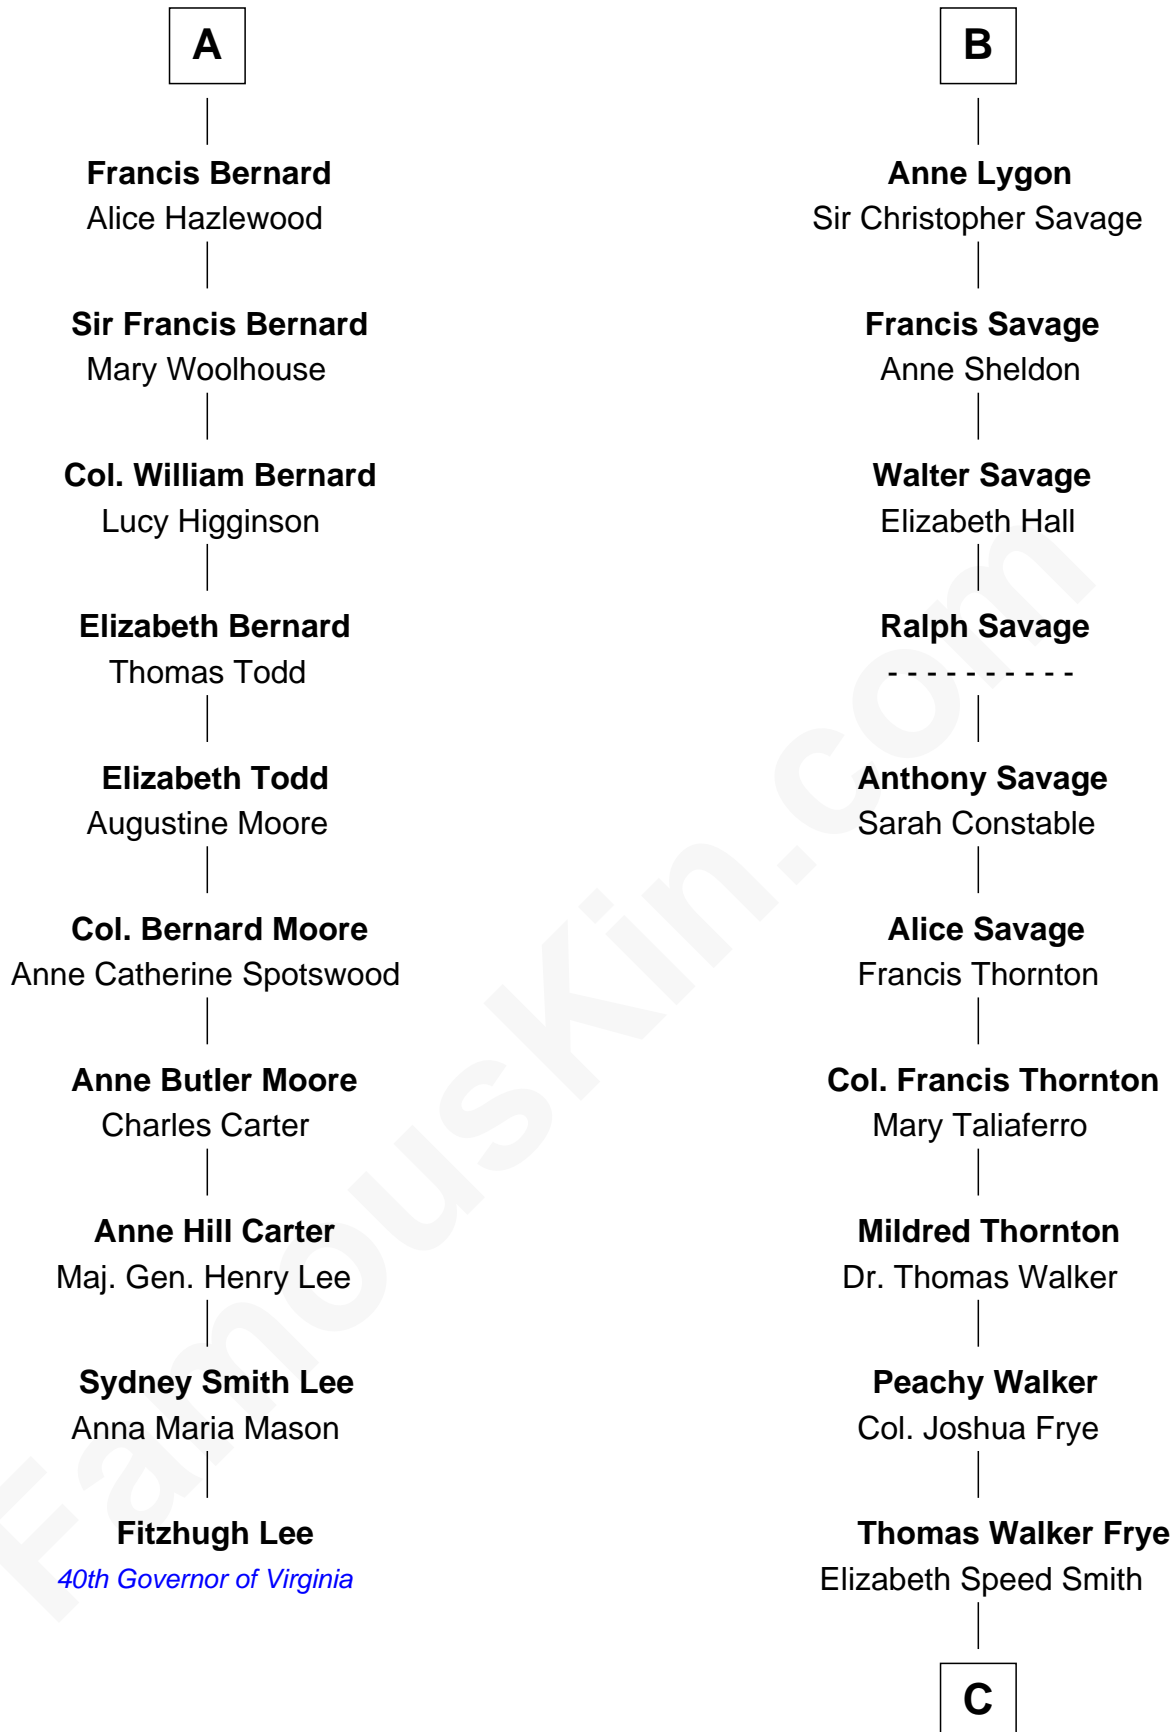 A
Francis Bernard
Alice Hazlewood
Sir Francis Bernard
Mary Woolhouse
Col. William Bernard
Lucy Higginson
Elizabeth Bernard
Thomas Todd
Elizabeth Todd
Augustine Moore
Col. Bernard Moore
Anne Catherine Spotswood
Anne Butler Moore
Charles Carter
Anne Hill Carter
Maj. Gen. Henry Lee
Sydney Smith Lee
Anna Maria Mason
Fitzhugh Lee
40th Governor of Virginia
B
Anne Lygon
Sir Christopher Savage
Francis Savage
Anne Sheldon
Walter Savage
Elizabeth Hall
Ralph Savage
- - - - - - - - - -
Anthony Savage
Sarah Constable
Alice Savage
Francis Thornton
Col. Francis Thornton
Mary Taliaferro
Mildred Thornton
Dr. Thomas Walker
Peachy Walker
Col. Joshua Frye
Thomas Walker Frye
Elizabeth Speed Smith
C
FamousKin.com